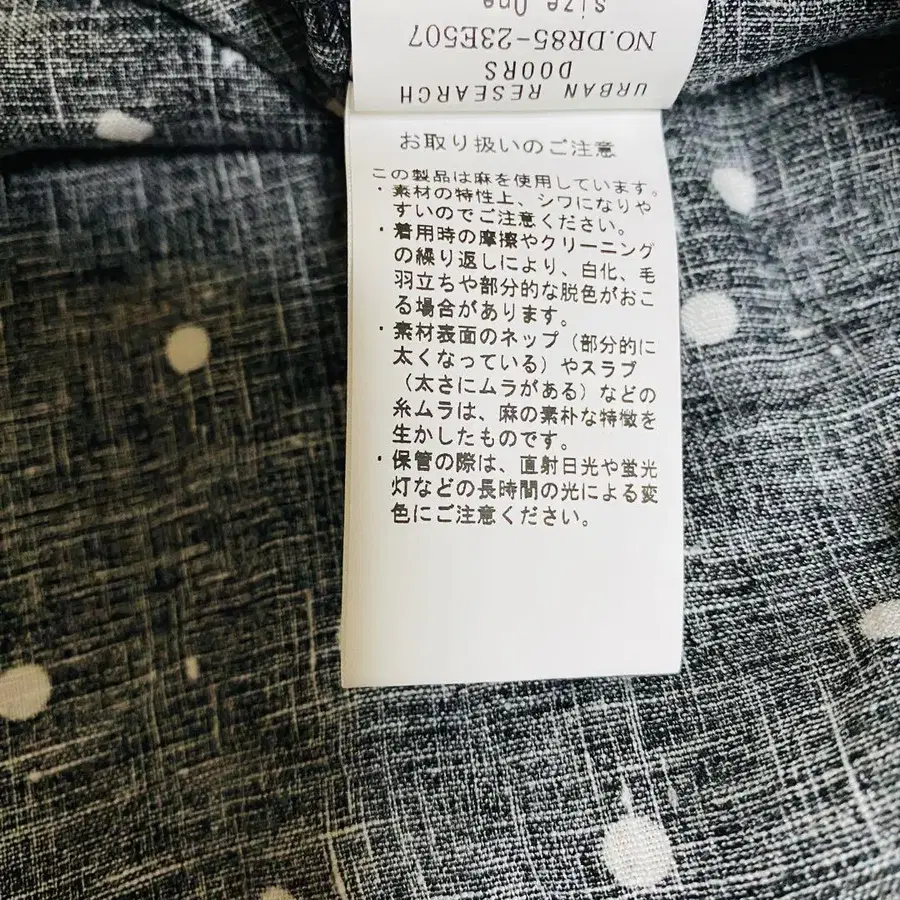 URBAN RESEARCH
DOORS
NO.DR85-23E507
size One
お取り扱いのご注意
この製品は麻を使用しています。
・素材の特性上、シワになりや
すいのでご注意ください。
・着用時の摩擦やクリーニング
の繰り返しにより、白化、毛
羽立ちや部分的な脱色がおこ
る場合があります。
・素材表面のネップ（部分的に
太くなっている）やスラブ
（太さにムラがある）などの
糸ムラは、麻の素朴な特徴を
生かしたものです。
・保管の際は、直射日光や蛍光
灯などの長時間の光による変
色にご注意ください。